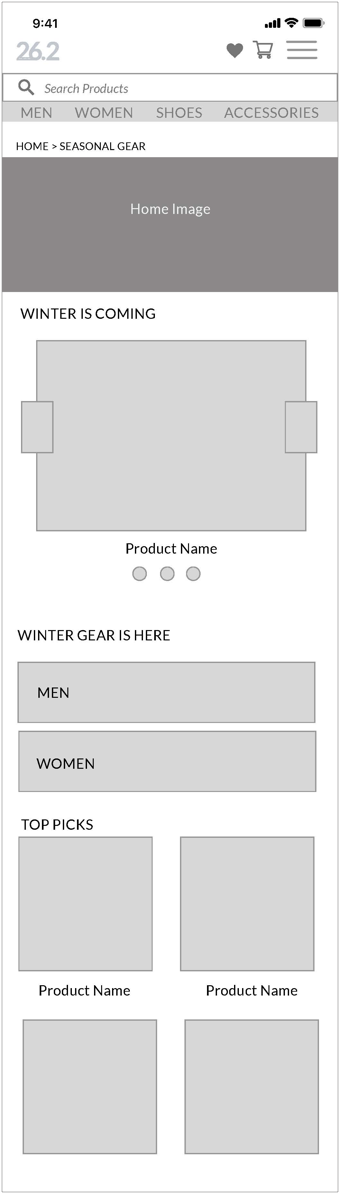 9:41
26.2
Search Products
MEN WOMEN SHOES ACCESSORIES
HOME > SEASONAL GEAR
Home Image
WINTER IS COMING
Product Name
WINTER GEAR IS HERE
MEN
WOMEN
TOP PICKS
Product Name Product Name